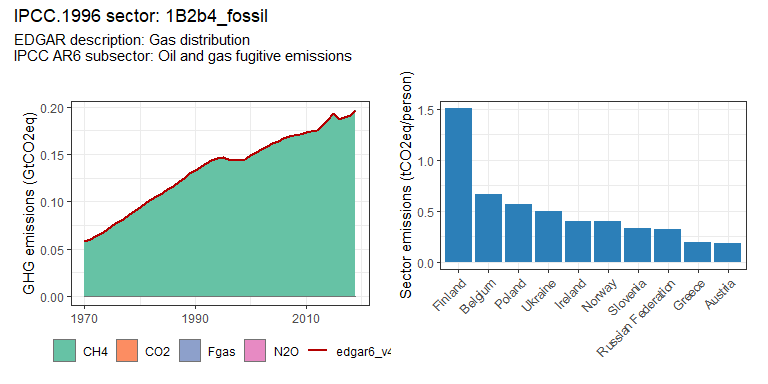 IPCC.1996 sector: 1B2b4_fossil
EDGAR description: Gas distribution
IPCC AR6 subsector: Oil and gas fugitive emissions
GHG emissions (GtCO2eq)
0.20
0.15
0.10
0.05
0.00
1970
1990
2010
CH4
CO2
Fgas
N2O
edgar6_v4
Sector emissions (tCO2eq/person)
1.5
1.0
0.5
0.0
Finland
Belgium
Poland
Ukraine
Ireland
Norway
Slovenia
Russian Federation
Greece
Austria